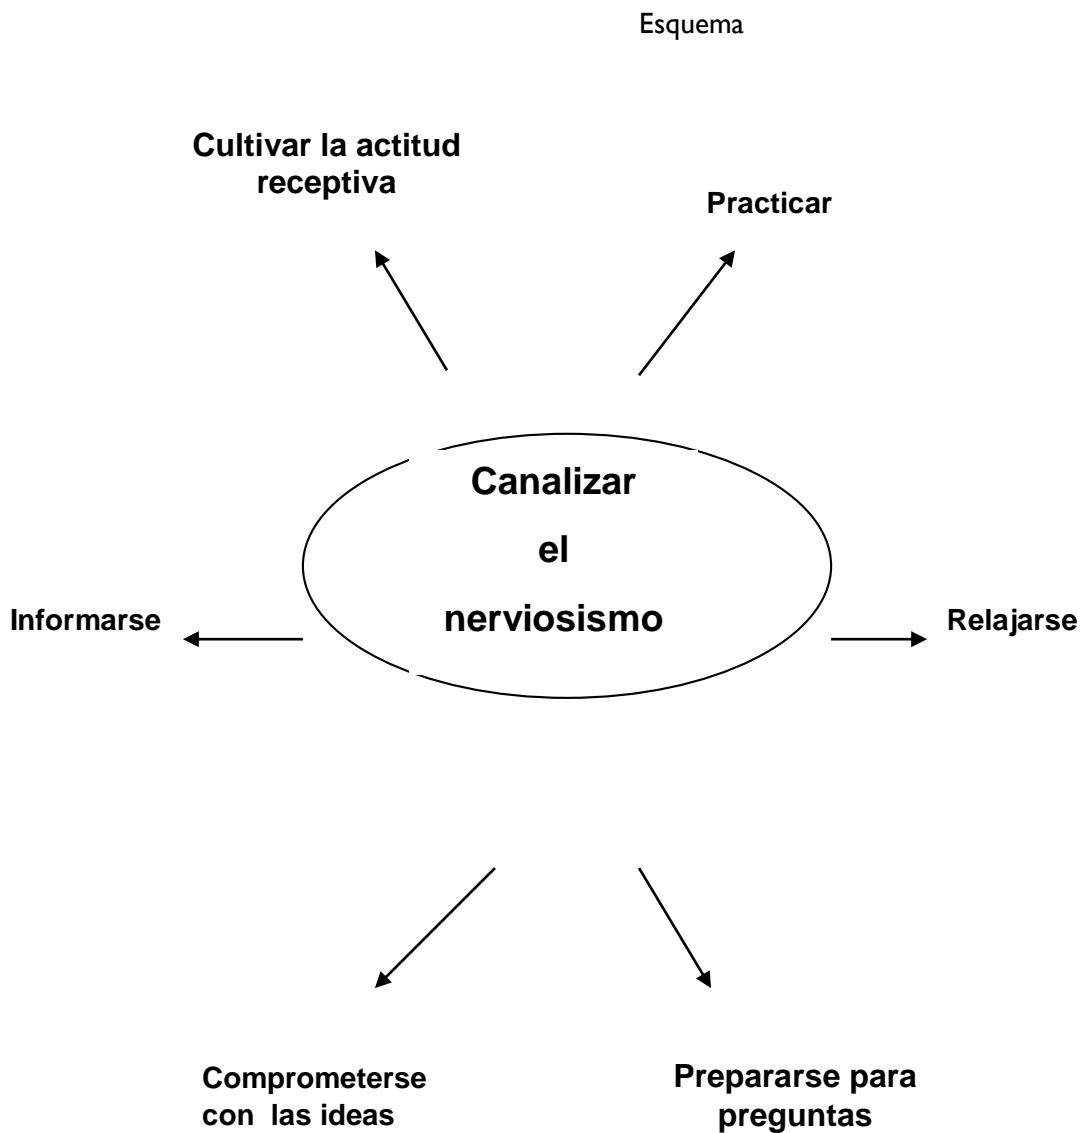 Esquema
Cultivar la actitud
receptiva
Practicar
Canalizar
el
nerviosismo
Informarse
Relajarse
Comprometerse
con las ideas
Prepararse para
preguntas